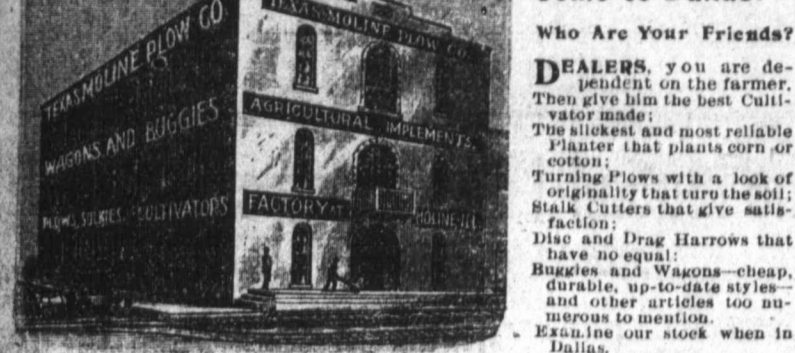 TEXAS MOLINE PLOW CO.
WAGONS AND BUGGIES
PLOWS, SULKIES, CULTIVATORS
TEXAS MOLINE PLOW CO.
AGRICULTURAL IMPLEMENTS.
FACTORY AT
MOLINE ILL
Who Are Your Friends?
DEALERS, you are de-
pendent on the farmer.
Then give him the best Culti-
vator made;
The slickest and most reliable
Planter that plants corn or
cotton;
Turning Plows with a look of
originality that turn the soil;
Stalk Cutters that give satis-
faction;
Disc and Drag Harrows that
have no equal:
Buggies and Wagons—cheap,
durable, up-to-date styles—
and other articles too nu-
merous to mention.
Examine our stock when in
Dallas.